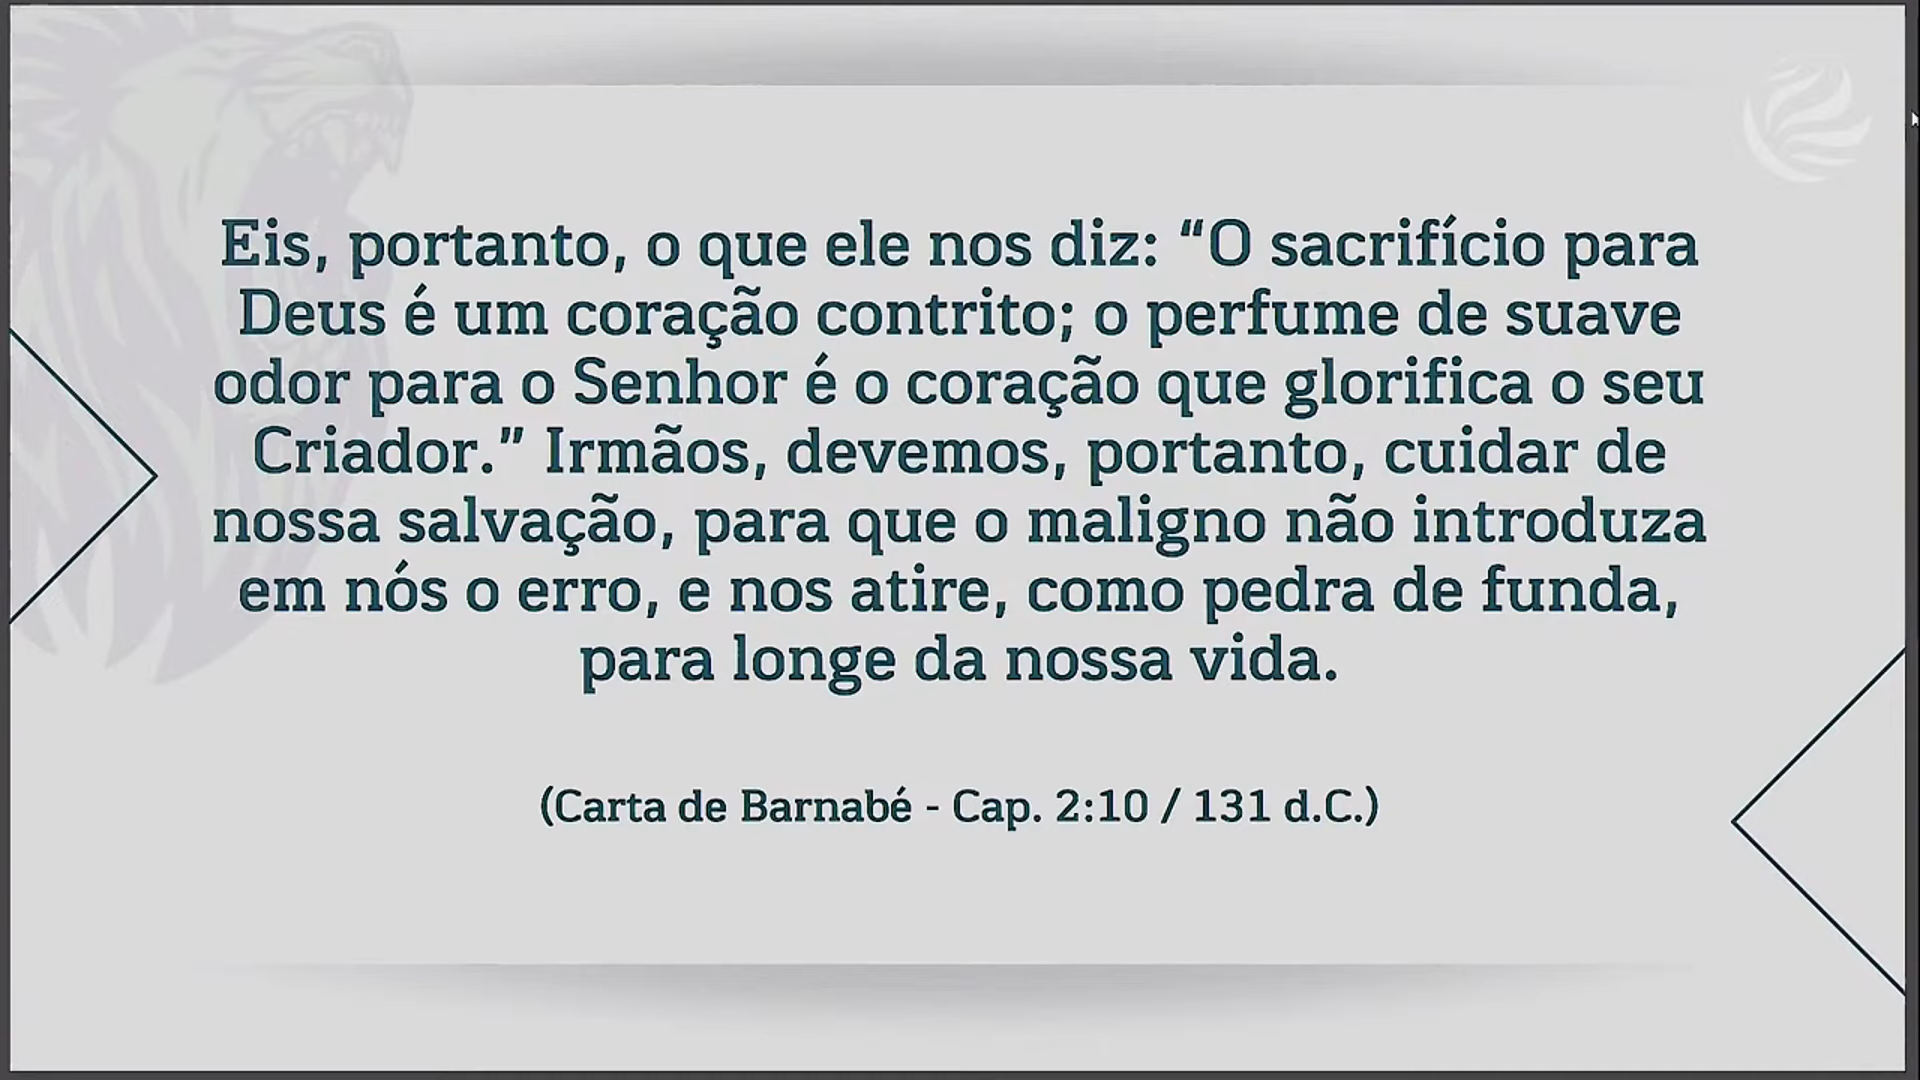 Eis, portanto, o que ele nos diz: “O sacrifício para
Deus é um coração contrito; o perfume de suave
odor para o Senhor é o coração que glorifica o seu
Criador.” Irmãos, devemos, portanto, cuidar de
nossa salvação, para que o maligno não introduza
em nós o erro, e nos atire, como pedra de funda,
para longe da nossa vida.
(Carta de Barnabé - Cap. 2:10 / 131 d.C.)